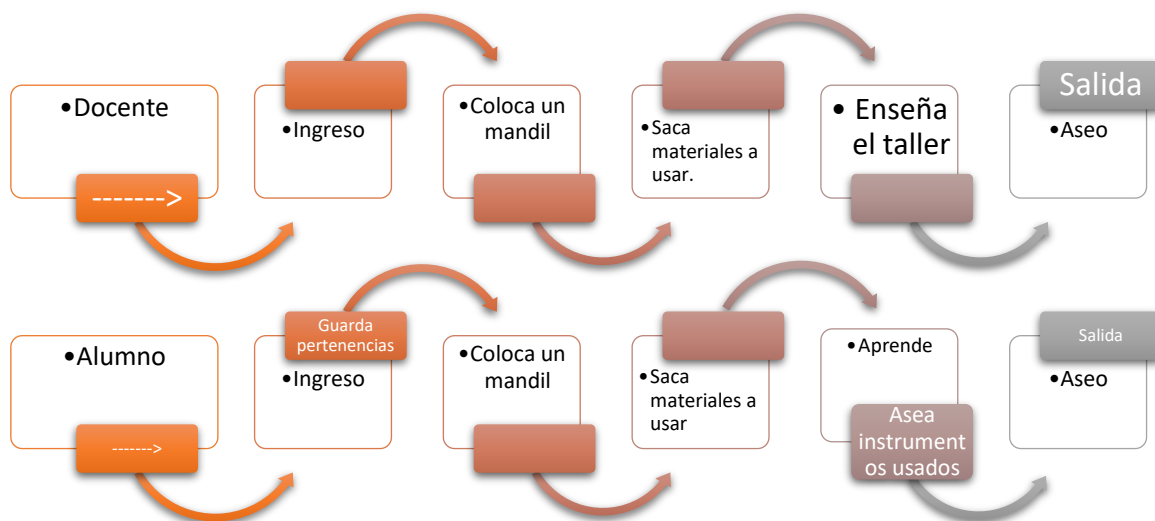 •Docente
------->
•Ingreso
•Coloca un
mandil
•Saca
materiales a
usar.
• Enseña
el taller
Salida
•Aseo
•Alumno
------->
Guarda
pertenencias
•Ingreso
•Coloca un
mandil
•Saca
materiales a
usar
•Aprende
Asea
instrument
os usados
Salida
•Aseo